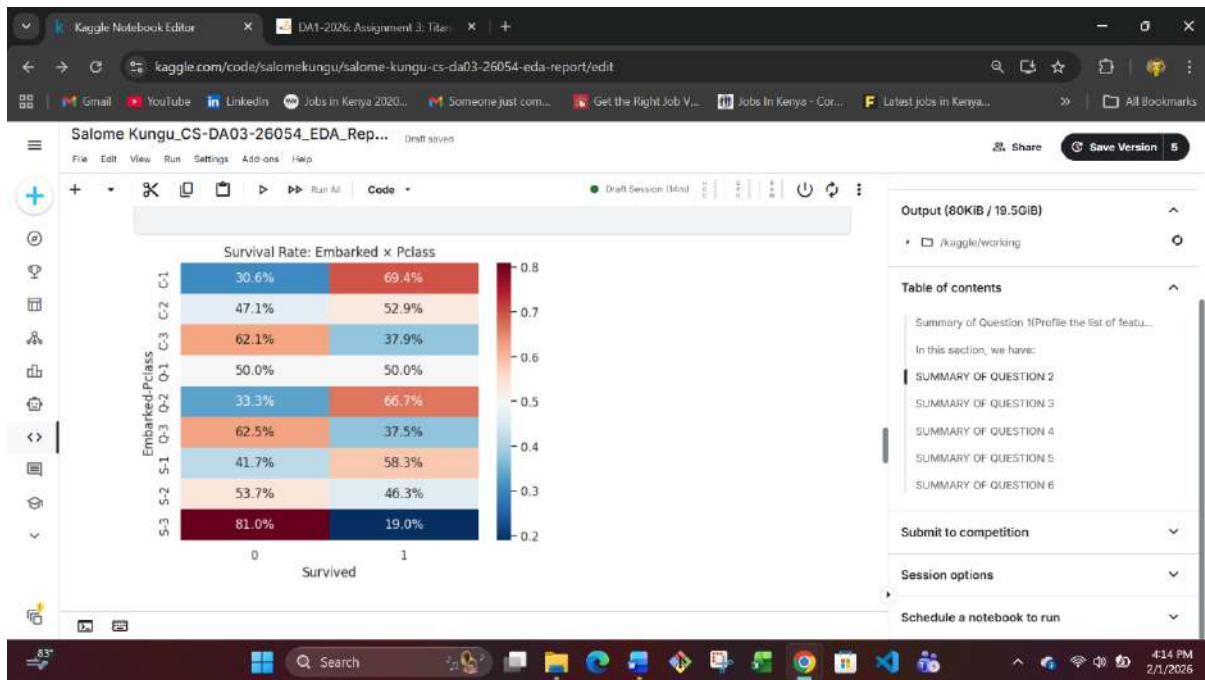 Kaggle Notebook Editor
DA1-2026: Assignment 3: Titan
kaggle.com/code/salomekungu/salome-kungu-cs-da03-26054-eda-report/edit
Gmail YouTube LinkedIn Jobs in Kenya 2020... Someone just com... Get the Right Job V... Jobs In Kenya - Cor... Latest jobs in Kenya... » All Bookmarks
Salome Kungu_CS-DA03-26054_EDA_Rep... Draft saved
File Edit View Run Settings Add-ons Help
Share
Save Version 5
Run All Code
Draft Session (14m)
Survival Rate: Embarked × Pclass
Embarked-Pclass
C-1 30.6% 69.4%
C-2 47.1% 52.9%
C-3 62.1% 37.9%
Q-1 50.0% 50.0%
Q-2 33.3% 66.7%
Q-3 62.5% 37.5%
S-1 41.7% 58.3%
S-2 53.7% 46.3%
S-3 81.0% 19.0%
0 1
Survived
0.8
0.7
0.6
0.5
0.4
0.3
0.2
Output (80KiB / 19.5GiB)
/kaggle/working
Table of contents
Summary of Question 1(Profile the list of featu...
In this section, we have:
SUMMARY OF QUESTION 2
SUMMARY OF QUESTION 3
SUMMARY OF QUESTION 4
SUMMARY OF QUESTION 5
SUMMARY OF QUESTION 6
Submit to competition
Session options
Schedule a notebook to run
83°
Search
4:14 PM
2/1/2026